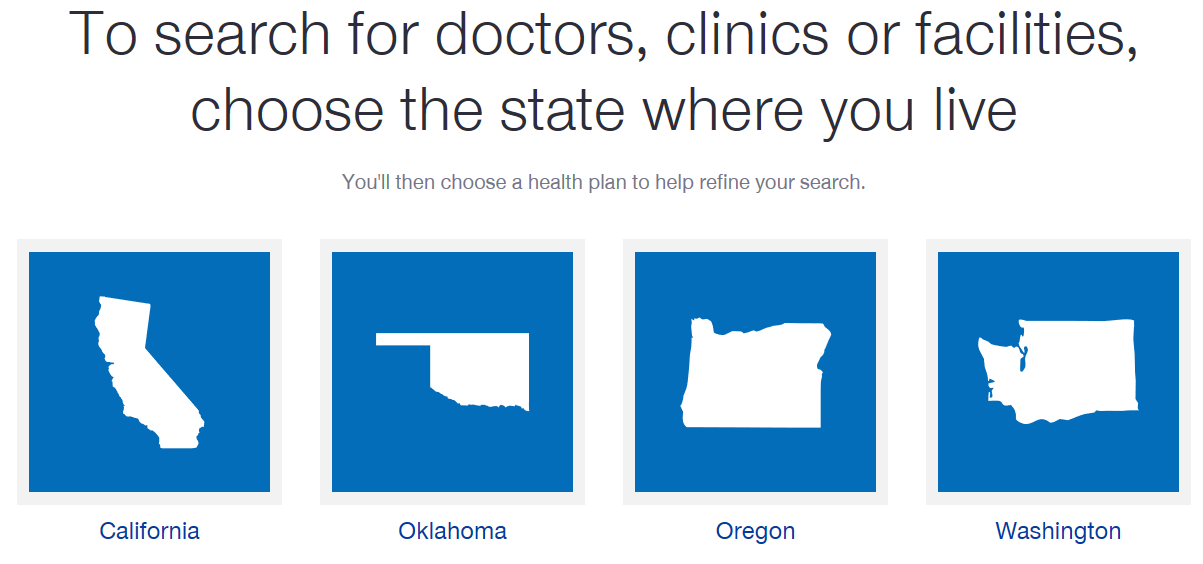 To search for doctors, clinics or facilities,
choose the state where you live
You'll then choose a health plan to help refine your search.
California
Oklahoma
Oregon
Washington